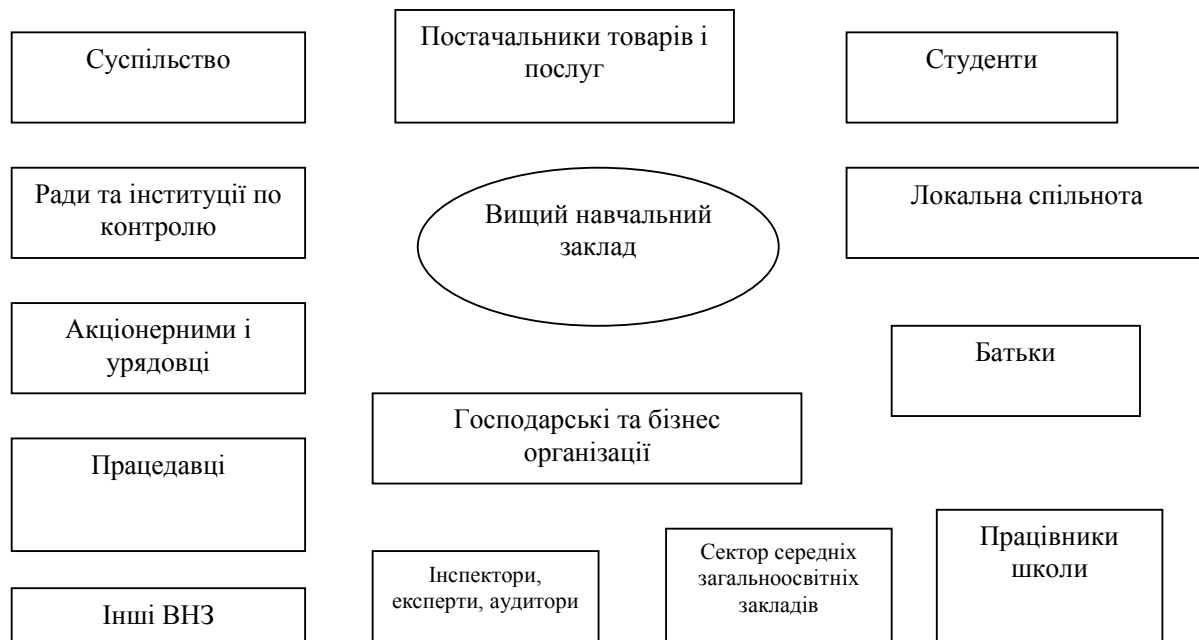 Суспільство
Постачальники товарів і
послуг
Студенти
Ради та інституції по
контролю
Вищий навчальний
заклад
Локальна спільнота
Акціонерними і
урядовці
Батьки
Господарські та бізнес
організації
Працедавці
Інспектори,
експерти, аудитори
Сектор середніх
загальноосвітніх
закладів
Працівники
школи
Інші ВНЗ